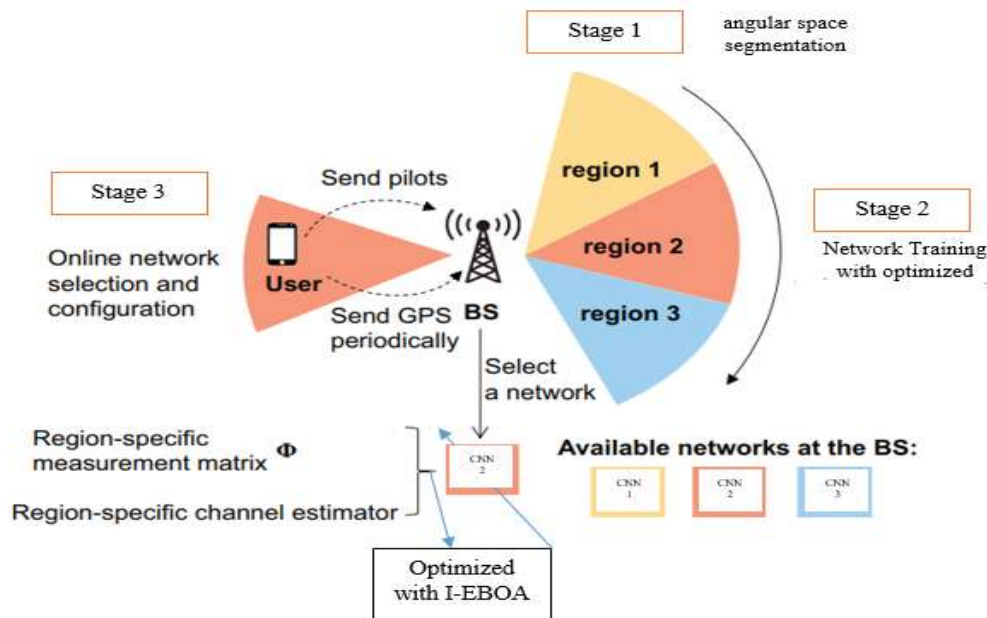 Stage 1
angular space
segmentation
region 1
Stage 3
Send pilots
Stage 2
Online network
selection and
configuration
User
region 2
Network Training
with optimized
Send GPS
periodically
BS
region 3
Select
a network
Region-specific
measurement matrix Φ
CNN
2
Available networks at the BS:
CNN
1
CNN
2
CNN
3
Region-specific channel estimator
Optimized
with I-EBOA